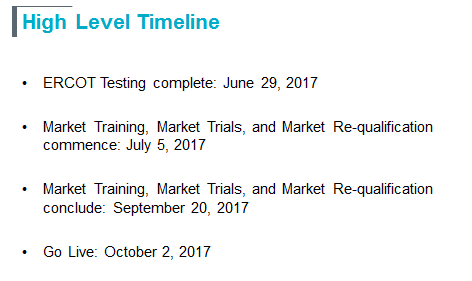 High Level Timeline
• ERCOT Testing complete: June 29, 2017
• Market Training, Market Trials, and Market Re-qualification
commence: July 5, 2017
• Market Training, Market Trials, and Market Re-qualification
conclude: September 20, 2017
• Go Live: October 2, 2017